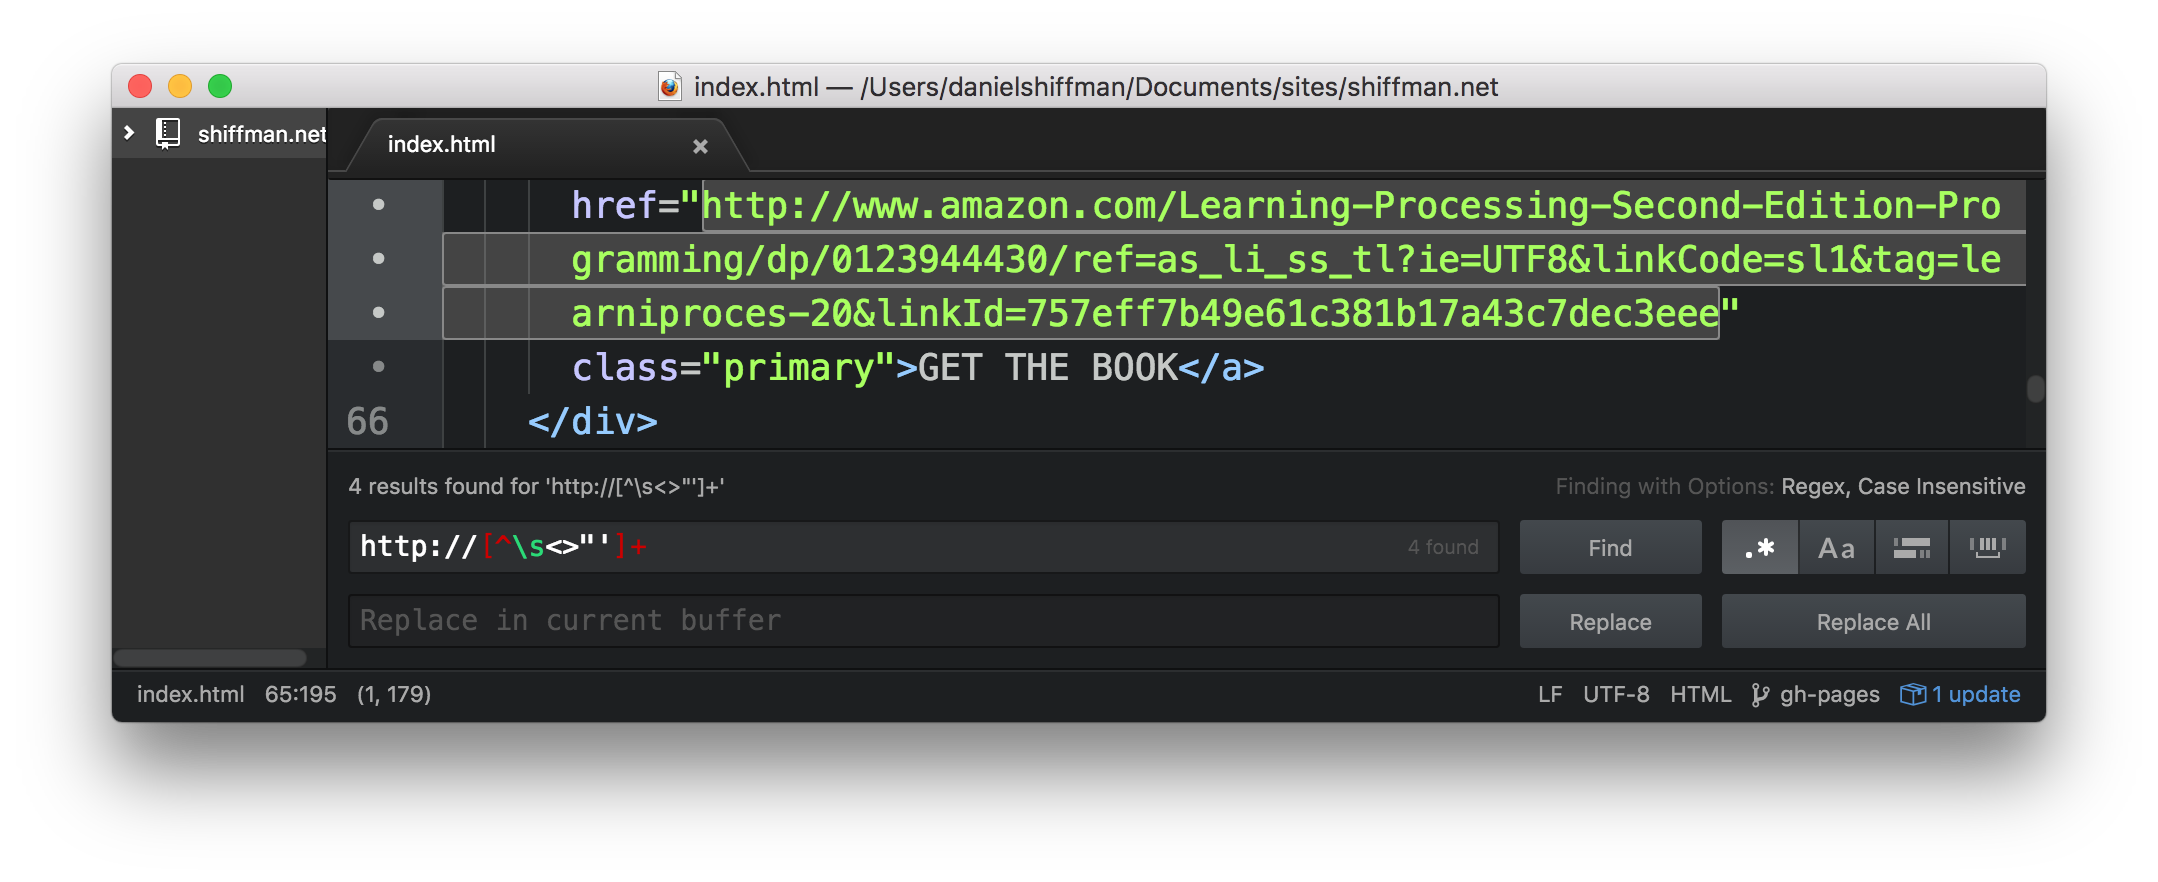 index.html — /Users/danielshiffman/Documents/sites/shiffman.net
shiffman.net
index.html
href="http://www.amazon.com/Learning-Processing-Second-Edition-Pro
gramming/dp/0123944430/ref=as_li_ss_tl?ie=UTF8&linkCode=sl1&tag=le
arniproces-20&linkId=757eff7b49e61c381b17a43c7dec3eee"
class="primary">GET THE BOOK</a>
66 </div>
4 results found for 'http://[^\s<>"']+'
Finding with Options: Regex, Case Insensitive
http://[^\s<>"']+ 4 found
Find
.* Aa
Replace in current buffer
Replace
Replace All
index.html 65:195 (1, 179)
LF UTF-8 HTML gh-pages 1 update